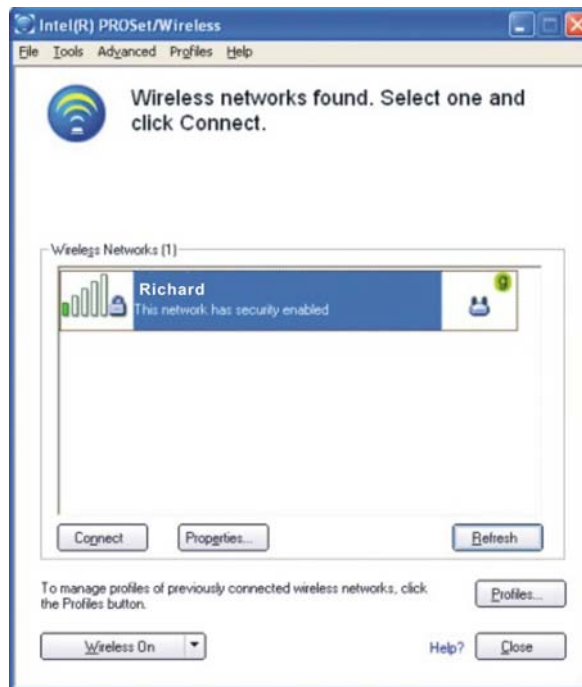 Intel(R) PROSet/Wireless
File Tools Advanced Profiles Help
Wireless networks found. Select one and
click Connect.
Wireless Networks (1)
Richard
This network has security enabled
g
Connect Properties... Refresh
To manage profiles of previously connected wireless networks, click
the Profiles button.
Profiles...
Wireless On Help? Close